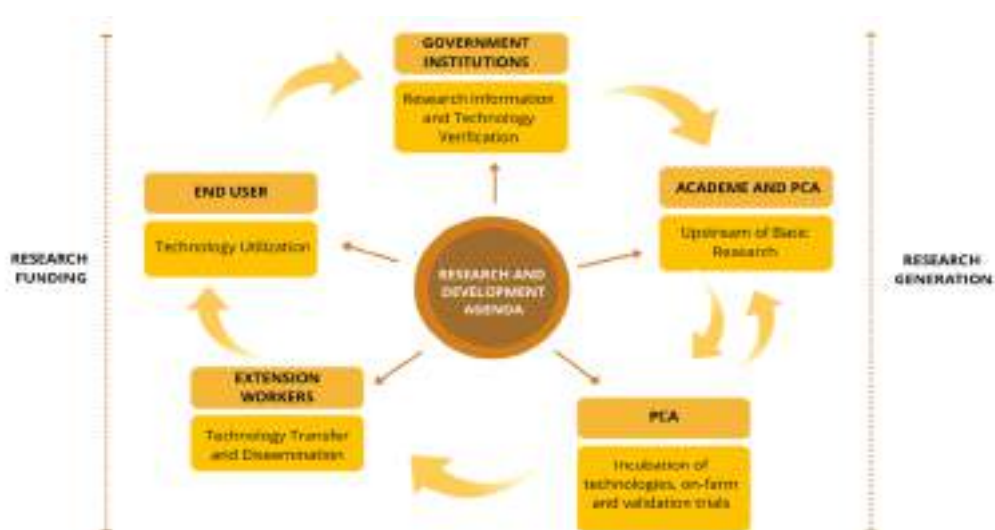 GOVERNMENT
INSTITUTIONS
Research Information
and Technology
Verification
END USER
Technology Utilization
ACADEME AND PCA
Upstream of Basic
Research
RESEARCH
FUNDING
RESEARCH AND
DEVELOPMENT
AGENDA
RESEARCH
GENERATION
EXTENSION
WORKERS
Technology Transfer
and Dissemination
PCA
Incubation of
technologies, on-farm
and validation trials